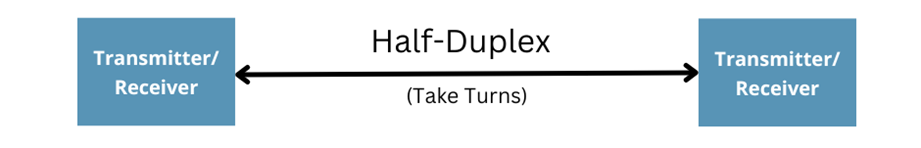 Transmitter/
Receiver
Half-Duplex
(Take Turns)
Transmitter/
Receiver